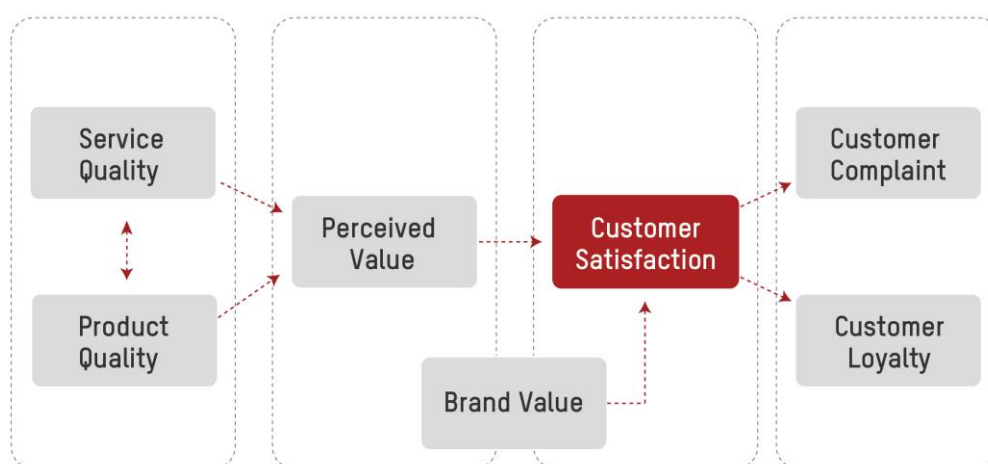 Service
Quality
Product
Quality
Perceived
Value
Brand Value
Customer
Satisfaction
Customer
Complaint
Customer
Loyalty